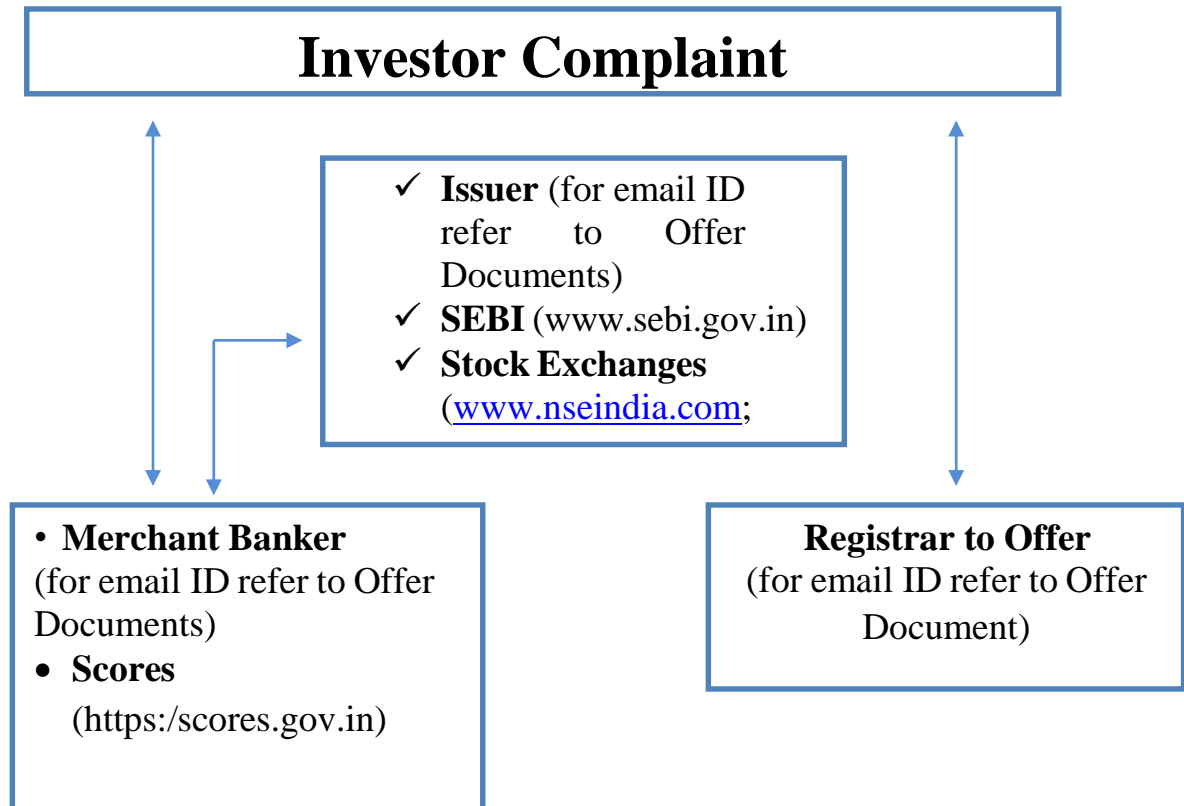 Investor Complaint
✓ Issuer (for email ID
refer to Offer
Documents)
✓ SEBI (www.sebi.gov.in)
✓ Stock Exchanges
(www.nseindia.com;
• Merchant Banker
(for email ID refer to Offer
Documents)
• Scores
(https:/scores.gov.in)
Registrar to Offer
(for email ID refer to Offer
Document)